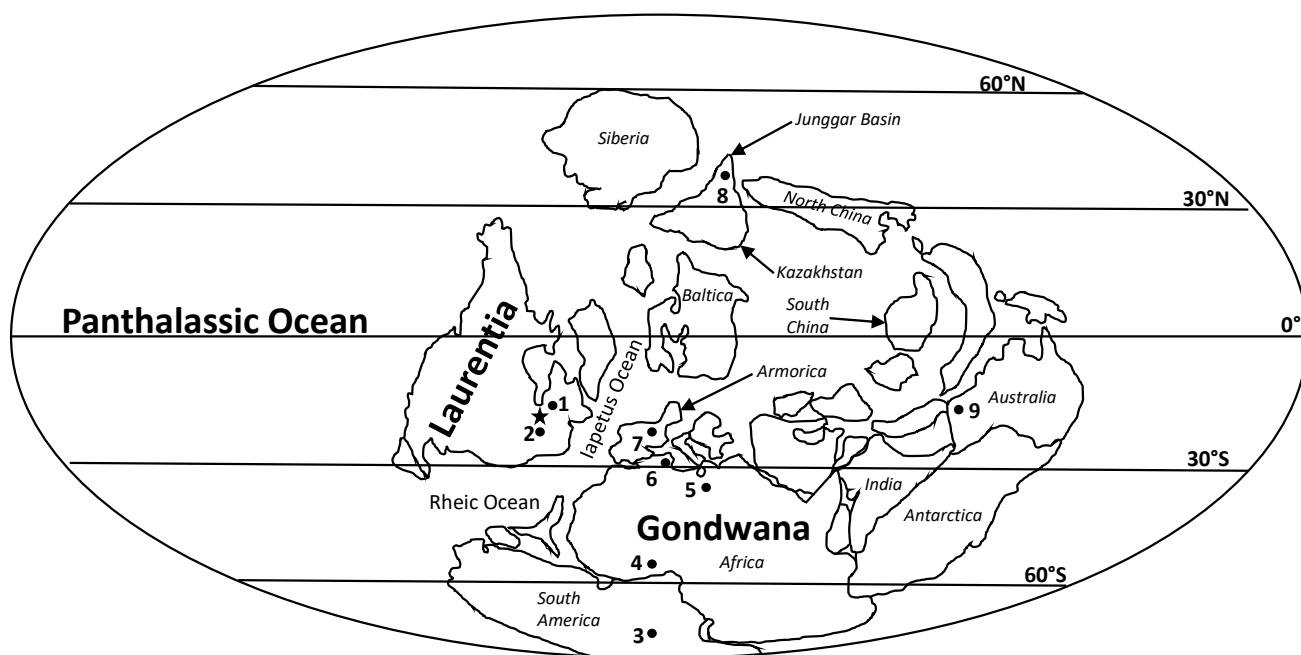 60°N
Junggar Basin
Siberia
8
30°N
North China
Kazakhstan
Baltica
South
China
Panthalassic Ocean
0°
Laurentia
Iapetus Ocean
Armorica
1
2
7
9
Australia
6
30°S
5
India
Rheic Ocean
Gondwana
Antarctica
4
Africa
60°S
South
America
3